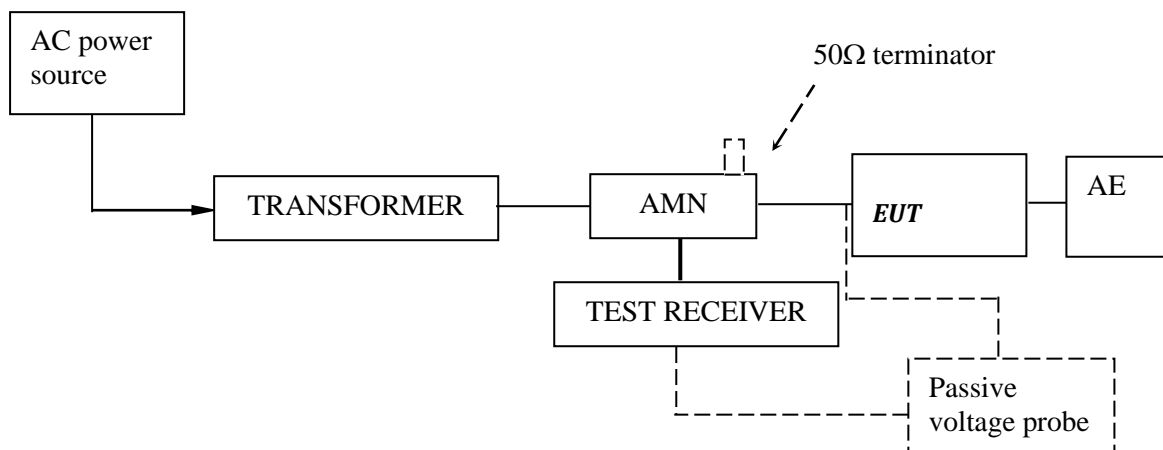 AC power
source
50Ω terminator
TRANSFORMER
AMN
EUT
AE
TEST RECEIVER
Passive
voltage probe